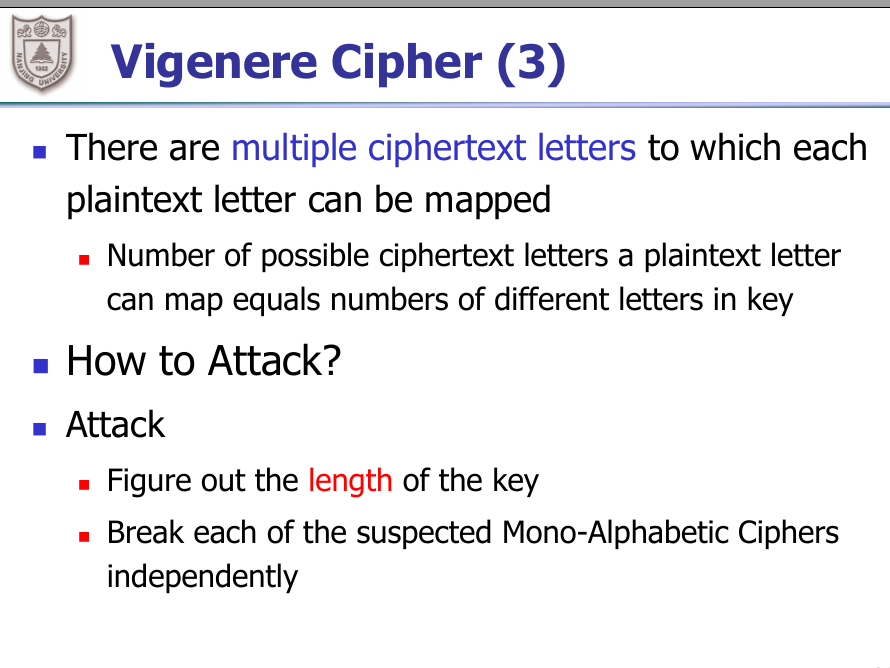 Vigenere Cipher (3)
There are multiple ciphertext letters to which each
plaintext letter can be mapped
Number of possible ciphertext letters a plaintext letter
can map equals numbers of different letters in key
How to Attack?
Attack
Figure out the length of the key
Break each of the suspected Mono-Alphabetic Ciphers
independently
NANJING UNIVERSITY
1902